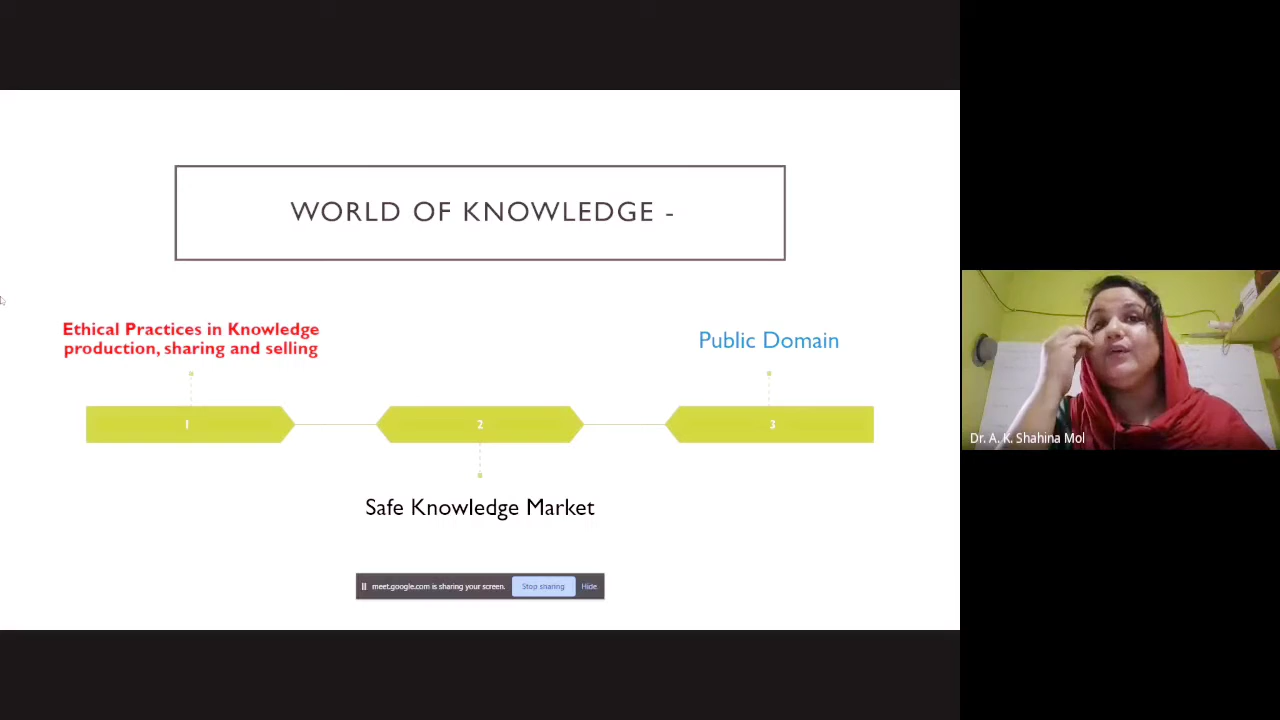 WORLD OF KNOWLEDGE -
Ethical Practices in Knowledge
production, sharing and selling
Public Domain
1
2
3
Safe Knowledge Market
meet.google.com is sharing your screen.
Stop sharing
Hide
Dr. A. K. Shahina Mol